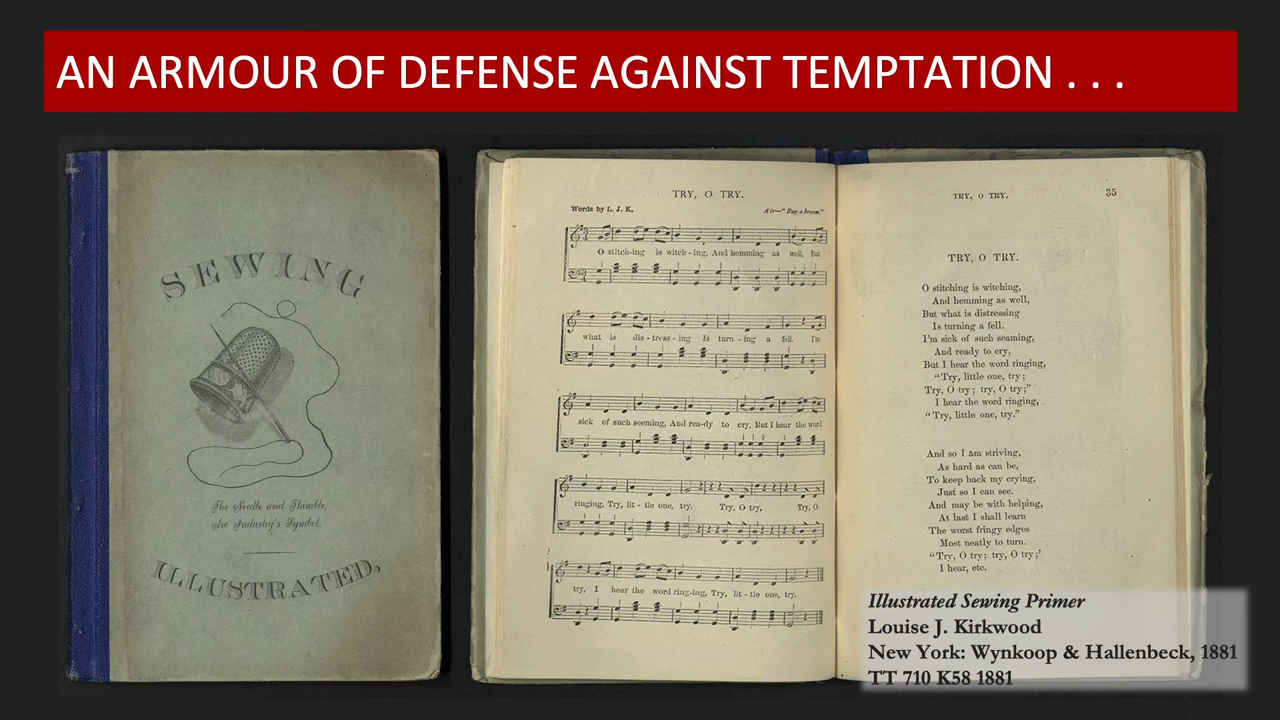 AN ARMOUR OF DEFENSE AGAINST TEMPTATION . . .
SEWING
The Needle and Thimble,
Are Industry's Symbol.
ILLUSTRATED.
TRY, O TRY.
Words by L. J. K.
Air—"Buy a broom."
O stitch-ing is witch-ing, And hemming as well, But
what is dis-tress-ing Is turn-ing a fell. I'm
sick of such seeming, And rea-dy to cry, But I hear the word
ringing, Try, lit-tle one, try. Try, O try, Try, O
try, I hear the word ring-ing, Try, lit-tle one, try.
TRY, O TRY. 35
TRY, O TRY.
O stitching is witching,
And hemming as well,
But what is distressing
Is turning a fell.
I'm sick of such seaming,
And ready to cry,
But I hear the word ringing,
"Try, little one, try;
Try, O try; try, O try;"
I hear the word ringing,
"Try, little one, try."
And so I am striving,
As hard as can be,
To keep back my crying,
Just so I can see.
And may be with helping,
At last I shall learn
The worst fringy edges
Most neatly to turn.
"Try, O try; try, O try;'
I hear, etc.
Illustrated Sewing Primer
Louise J. Kirkwood
New York: Wynkoop & Hallenbeck, 1881
TT 710 K58 1881